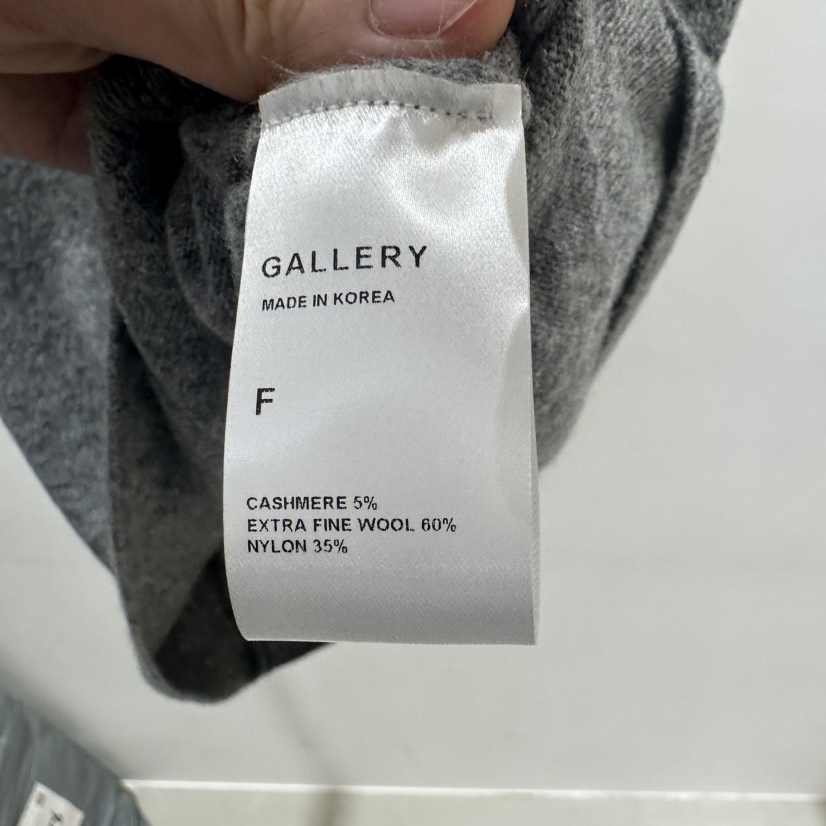 GALLERY
MADE IN KOREA
F
CASHMERE 5%
EXTRA FINE WOOL 60%
NYLON 35%